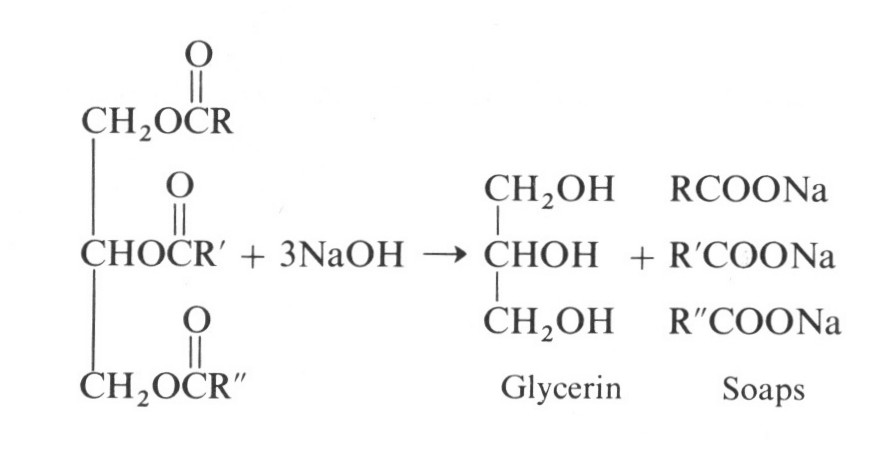 O
CH₂OCR
O
CH₂OH RCOONa
CHOCR′ + 3NaOH → CHOH + R′COONa
O
CH₂OH R″COONa
CH₂OCR″
Glycerin Soaps